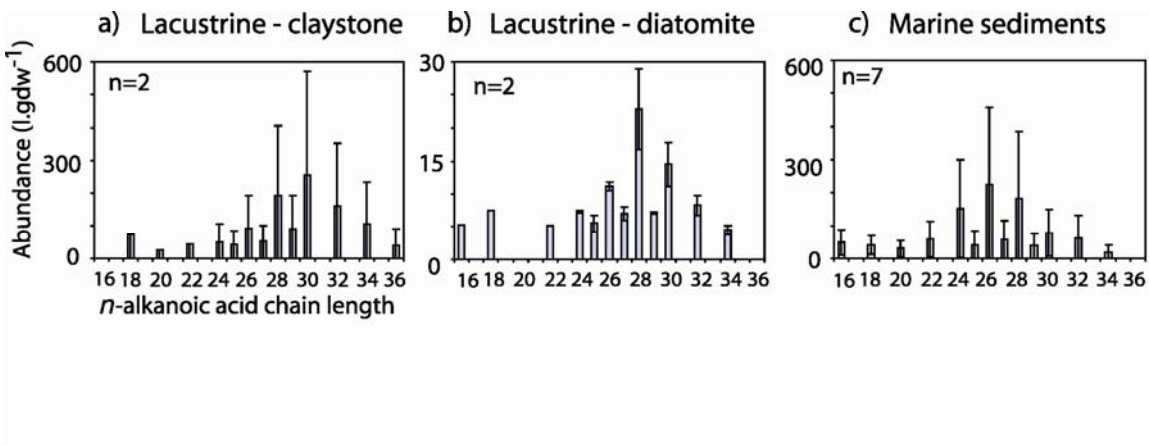 a) Lacustrine - claystone
b) Lacustrine - diatomite
c) Marine sediments
Abundance (l.gdw⁻¹)
600
300
0
n=2
16 18 20 22 24 26 28 30 32 34 36
n-alkanoic acid chain length
30
15
0
n=2
16 18 20 22 24 26 28 30 32 34 36
600
300
0
n=7
16 18 20 22 24 26 28 30 32 34 36